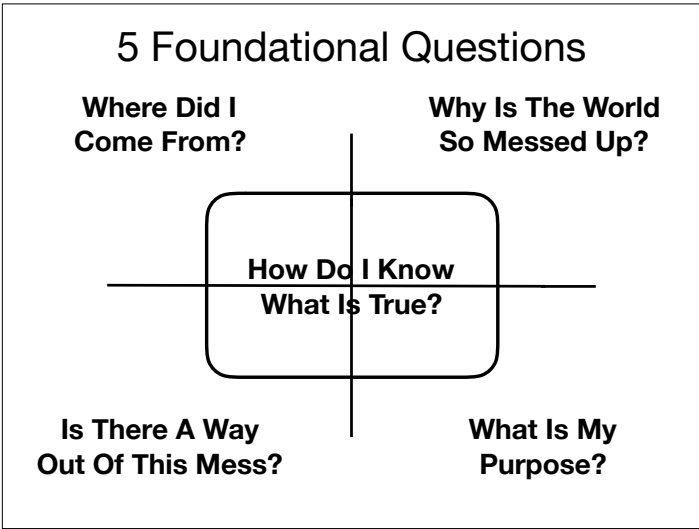 5 Foundational Questions
Where Did I
Come From?
Why Is The World
So Messed Up?
How Do I Know
What Is True?
Is There A Way
Out Of This Mess?
What Is My
Purpose?